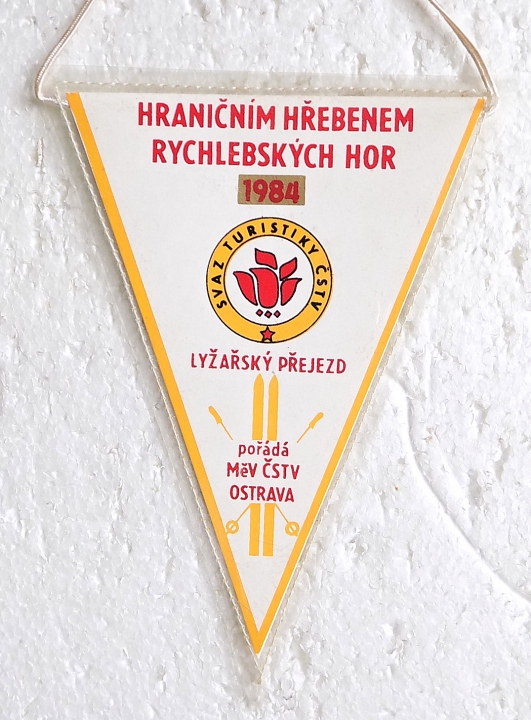 HRANIČNÍM HŘEBENEM
RYCHLEBSKÝCH HOR
1984
SVAZ TURISTIKY ČSTV
LYŽAŘSKÝ PŘEJEZD
pořádá
MěV ČSTV
OSTRAVA